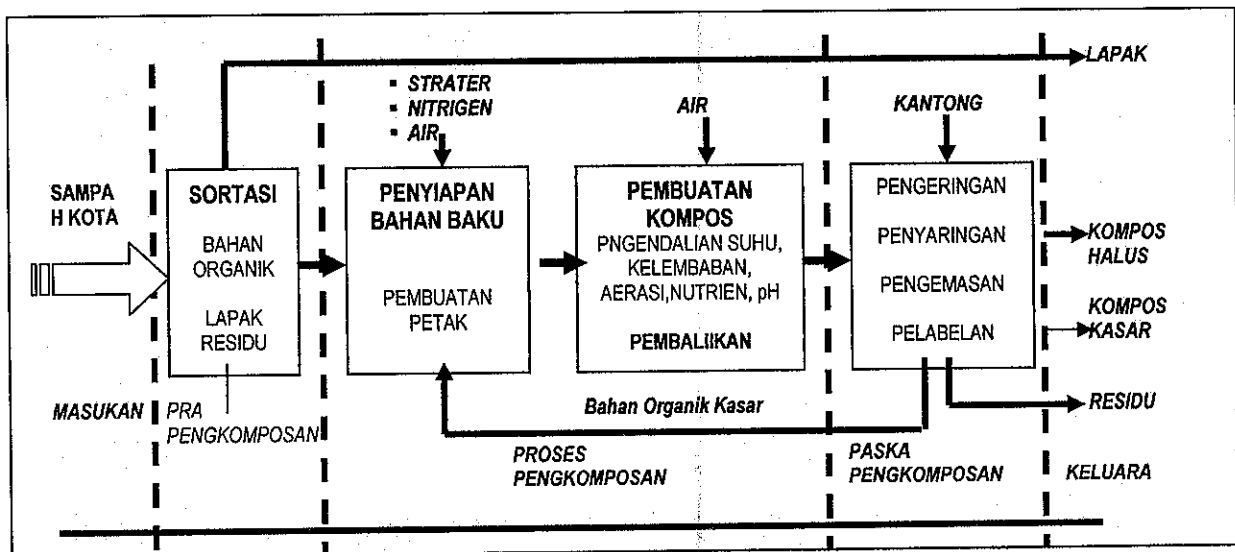 LAPAK
▪ STRATER
▪ NITRIGEN
▪ AIR
AIR
KANTONG
SAMPA
H KOTA
SORTASI
BAHAN
ORGANIK
LAPAK
RESIDU
PENYIAPAN
BAHAN BAKU
PEMBUATAN
PETAK
PEMBUATAN
KOMPOS
PNGENDALIAN SUHU,
KELEMBABAN,
AERASI,NUTRIEN, pH
PEMBALIIKAN
PENGERINGAN
PENYARINGAN
PENGEMASAN
PELABELAN
KOMPOS
HALUS
KOMPOS
KASAR
RESIDU
MASUKAN
PRA
PENGKOMPOSAN
Bahan Organik Kasar
PROSES
PENGKOMPOSAN
PASKA
PENGKOMPOSAN
KELUARA